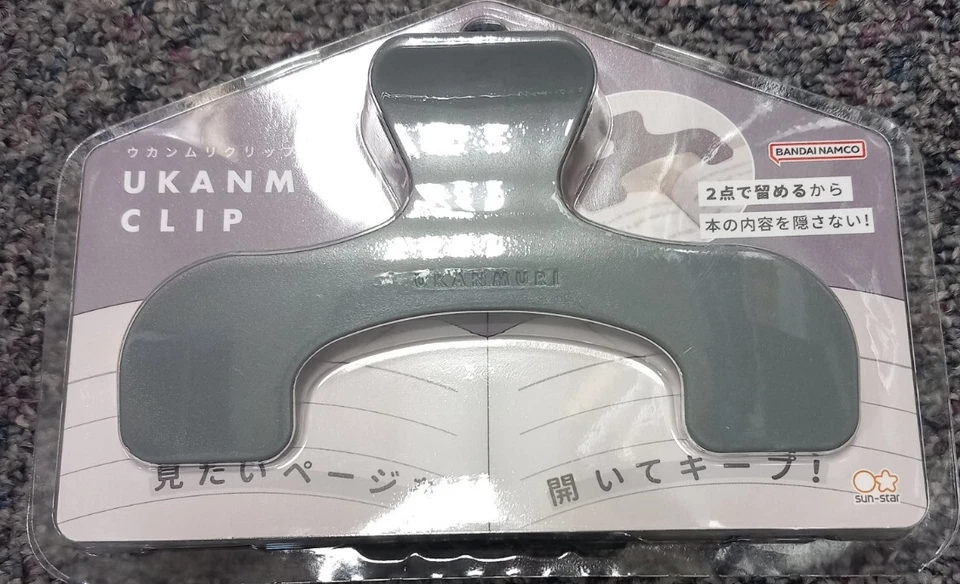 ウカンムリクリップ
UKANM
CLIP
BANDAI NAMCO
2点で留めるから
本の内容を隠さない!
UKANMURI
見たいページ
開いてキープ!
sun-star